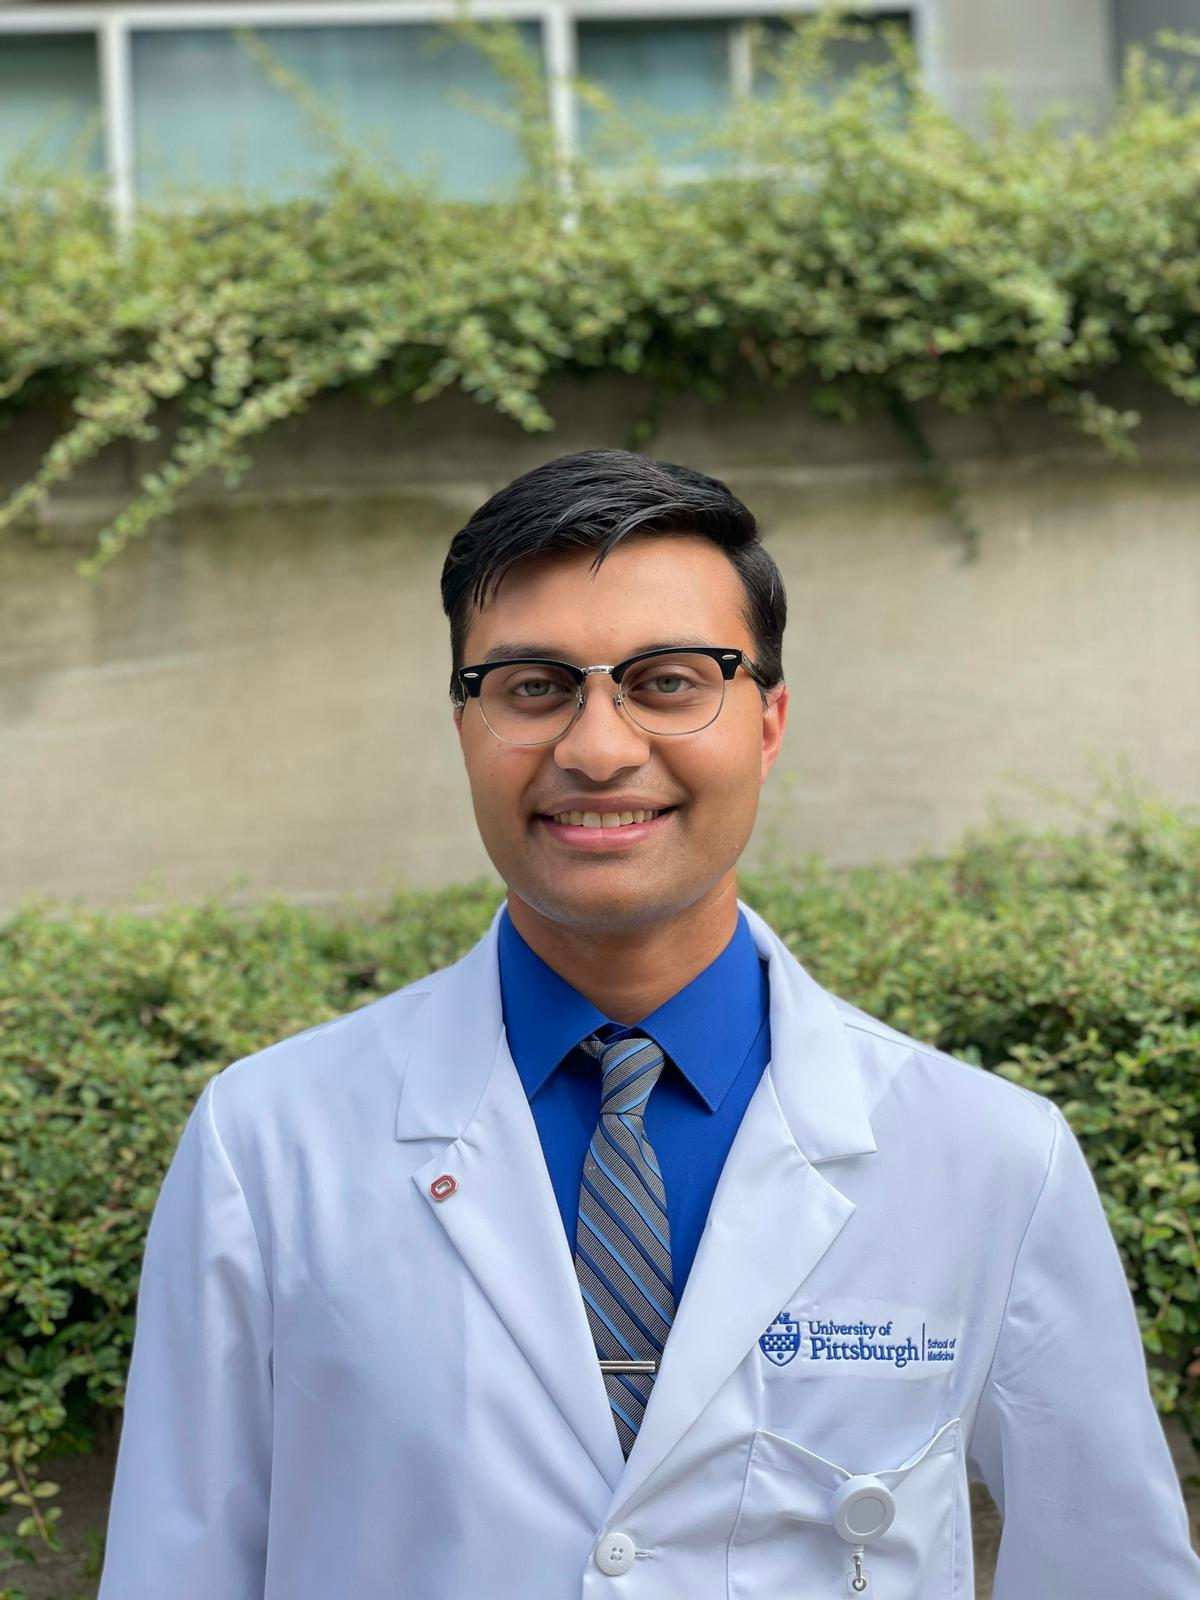 University of
Pittsburgh
School of
Medicine